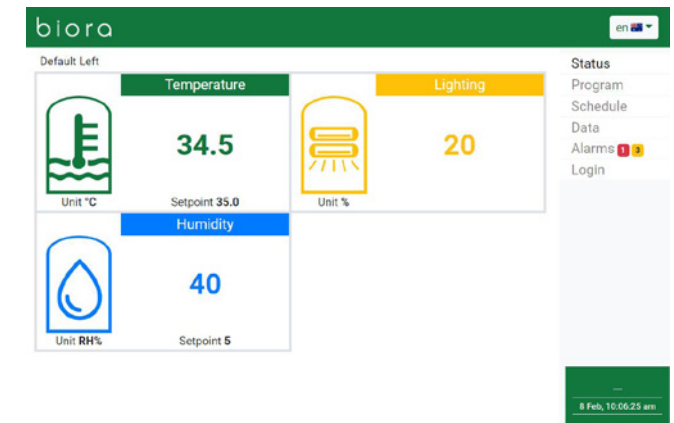 biora
en
Default Left
Temperature
34.5
Unit °C
Setpoint 35.0
Lighting
20
Unit %
Humidity
40
Unit RH%
Setpoint 5
Status
Program
Schedule
Data
Alarms 1 3
Login
8 Feb, 10:06:25 am